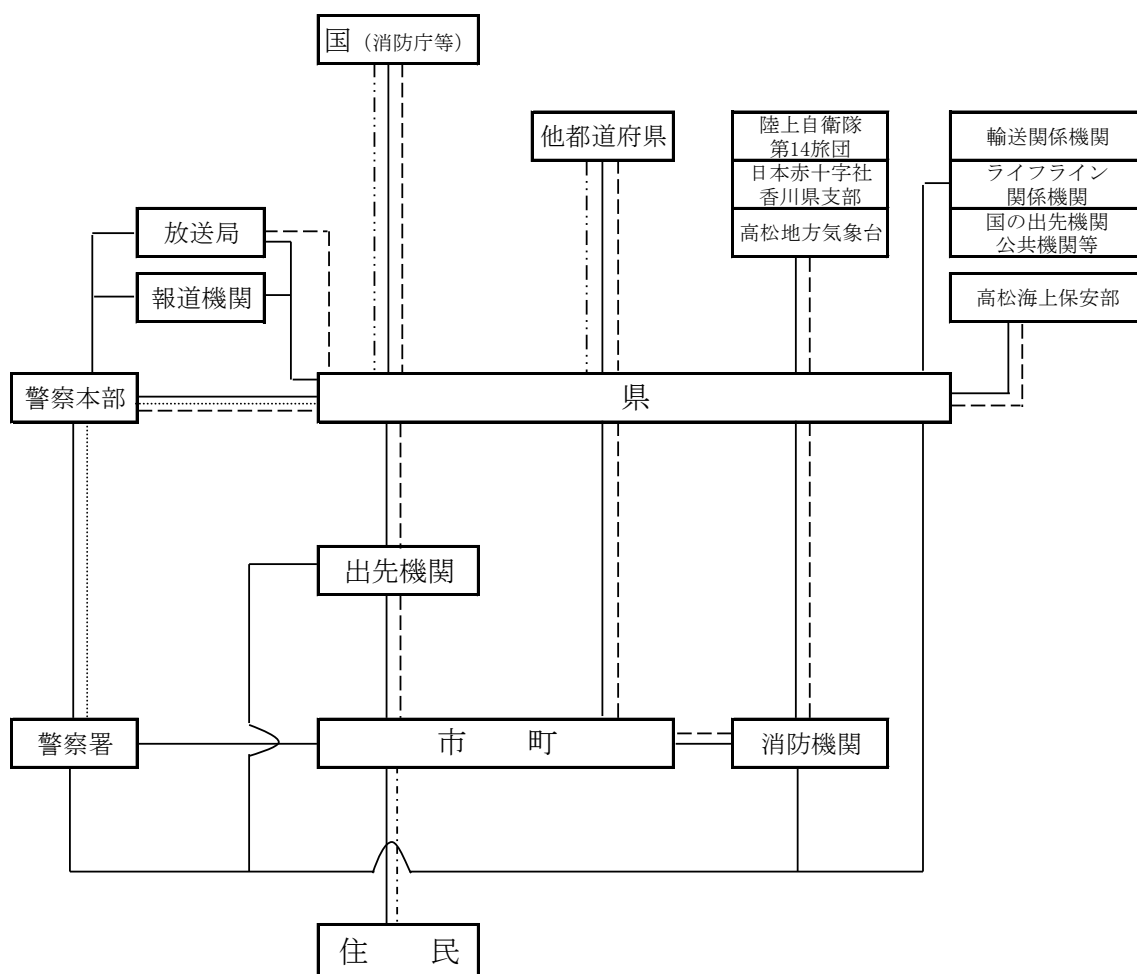 国（消防庁等）
他都道府県
陸上自衛隊
第14旅団
日本赤十字社
香川県支部
高松地方気象台
輸送関係機関
ライフライン
関係機関
国の出先機関
公共機関等
放送局
報道機関
高松海上保安部
警察本部
県
出先機関
警察署
市　　町
消防機関
住　　民